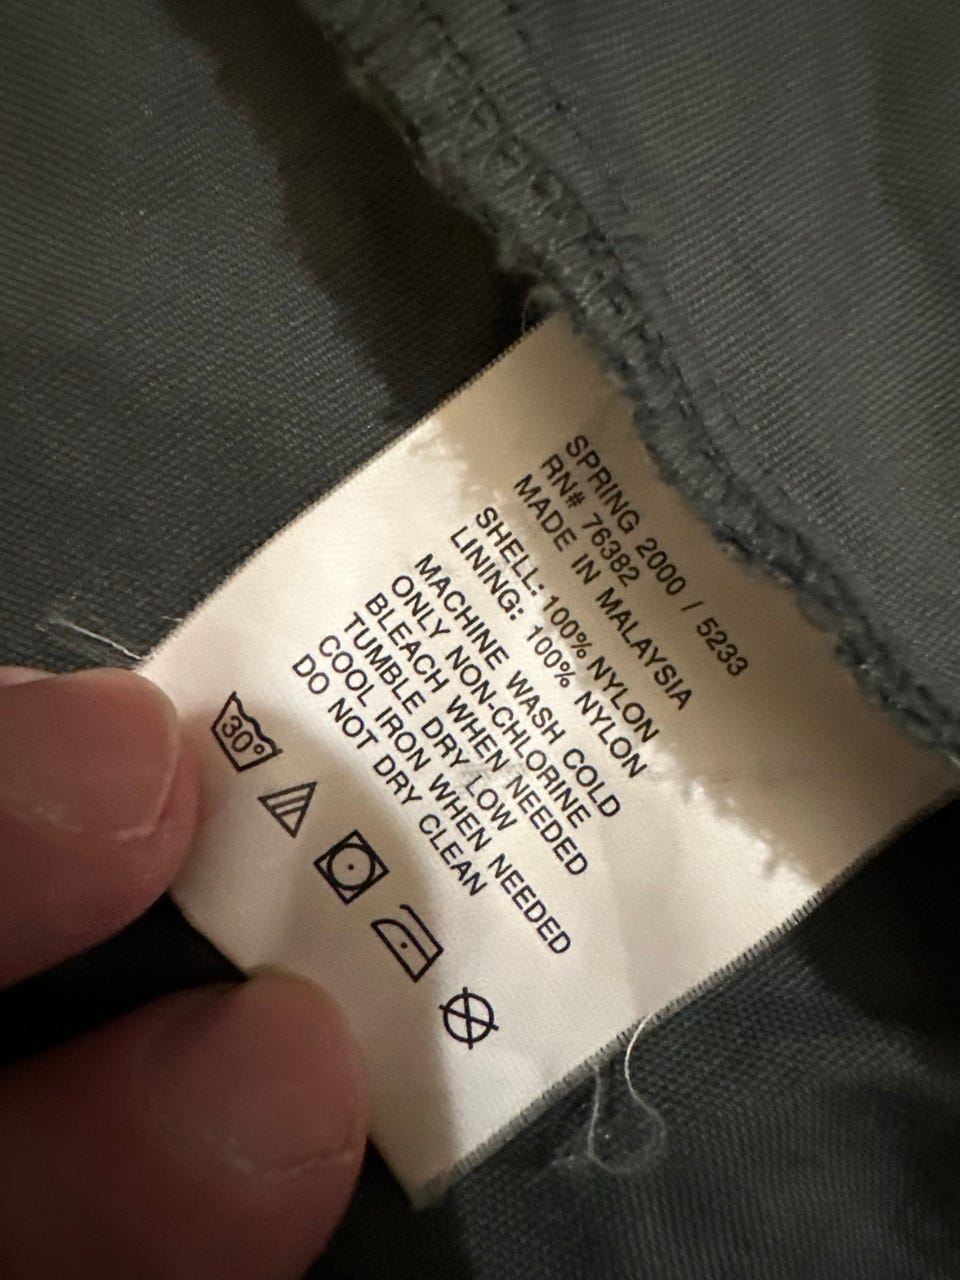 SPRING 2000 / 5233
RN# 76382
MADE IN MALAYSIA
SHELL: 100% NYLON
LINING: 100% NYLON
MACHINE WASH COLD
ONLY NON-CHLORINE
BLEACH WHEN NEEDED
TUMBLE DRY LOW
COOL IRON WHEN NEEDED
DO NOT DRY CLEAN
30°